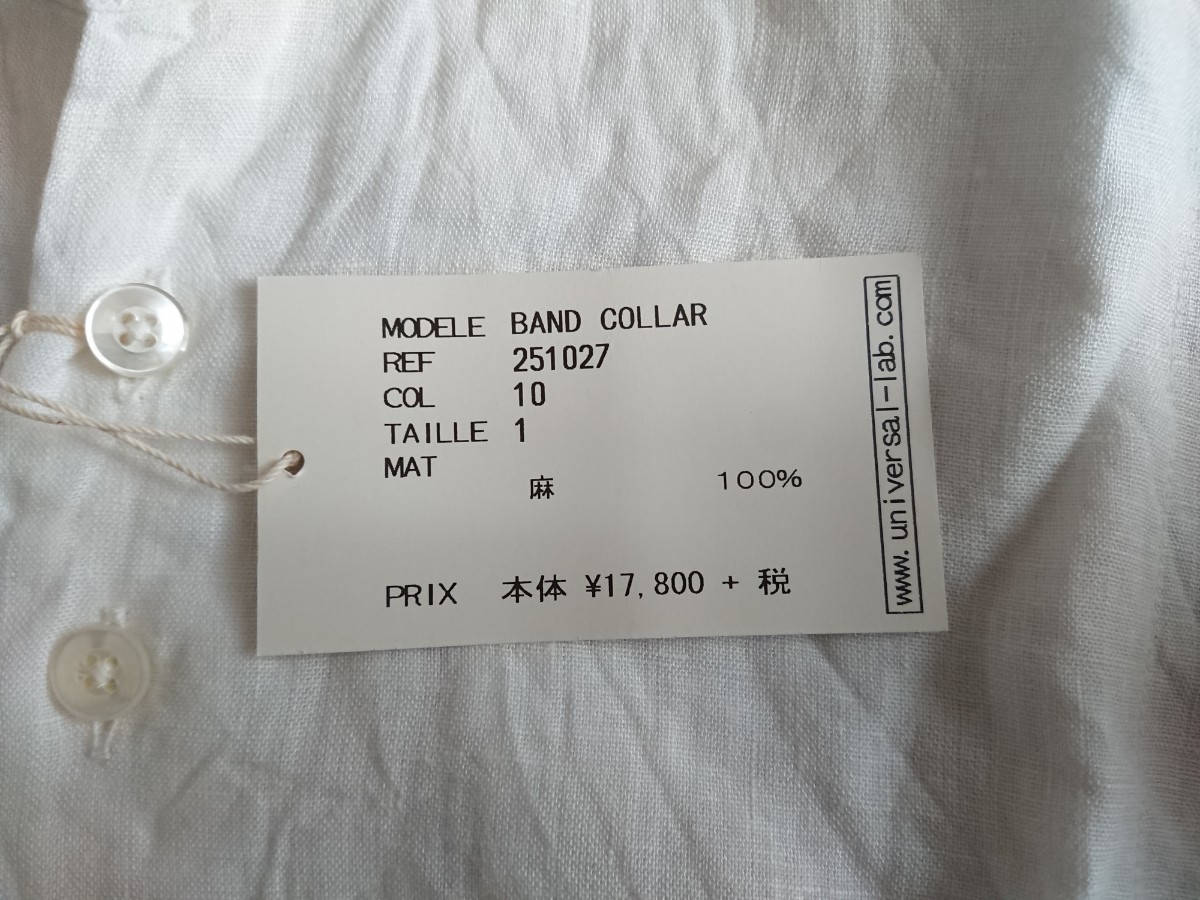 MODELE BAND COLLAR
REF 251027
COL 10
TAILLE 1
MAT
麻 100%
PRIX 本体 ¥17,800 + 税
www.universal-lab.com